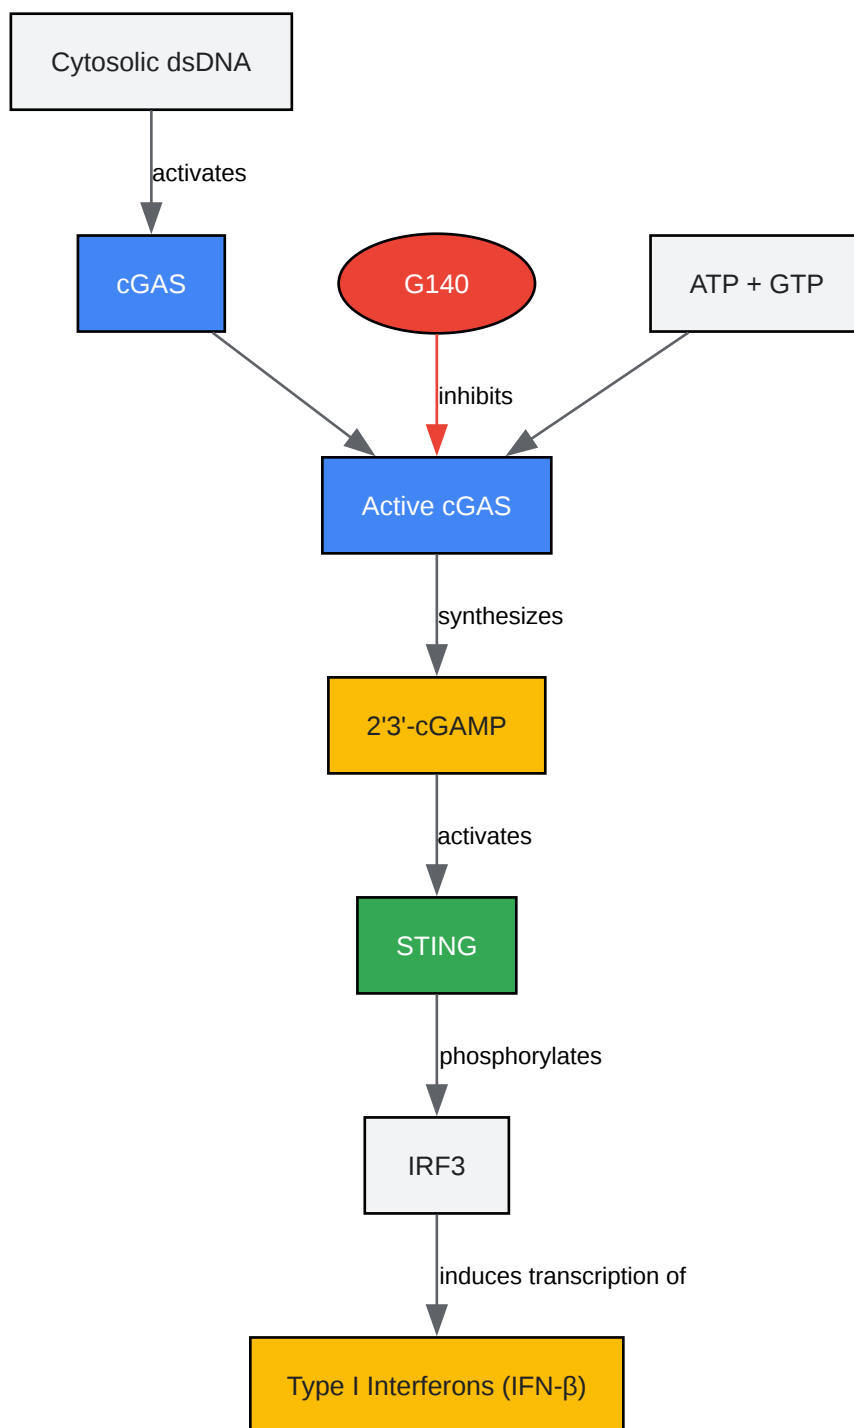 Cytosolic dsDNA
activates
cGAS
G140
ATP + GTP
inhibits
Active cGAS
synthesizes
2'3'-cGAMP
activates
STING
phosphorylates
IRF3
induces transcription of
Type I Interferons (IFN-β)